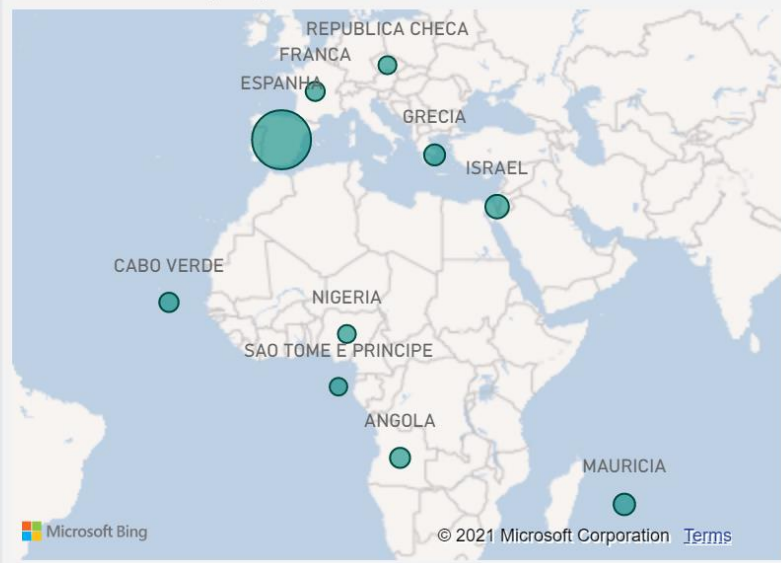 REPUBLICA CHECA
FRANCA
ESPANHA
GRECIA
ISRAEL
CABO VERDE
NIGERIA
SAO TOME E PRINCIPE
ANGOLA
MAURICIA
Microsoft Bing
© 2021 Microsoft Corporation Terms